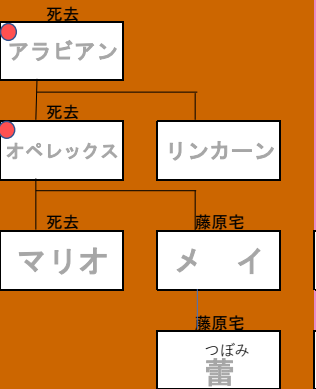 死去
アラビアン
死去
オペレックス
リンカーン
死去
マリオ
藤原宅
メ　イ
藤原宅
つぼみ
蕾